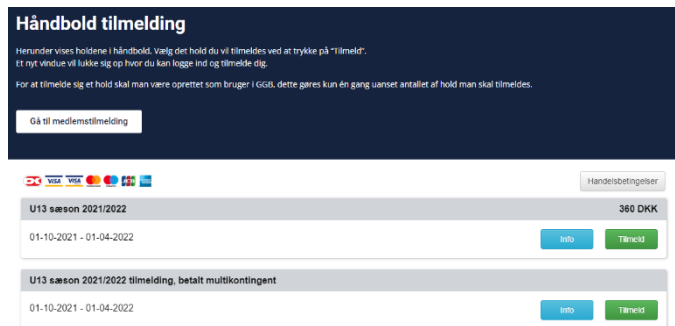 Håndbold tilmelding
Herunder vises holdene i håndbold. Vælg det hold du vil tilmeldes ved at trykke på "Tilmeld".
Et nyt vindue vil lukke sig op hvor du kan logge ind og tilmelde dig.
For at tilmelde sig et hold skal man være oprettet som bruger i GGB, dette gøres kun én gang uanset antallet af hold man skal tilmeldes.
Gå til medlemstilmelding
VISA VISA JCB
Handelsbetingelser
U13 sæson 2021/2022 360 DKK
01-10-2021 - 01-04-2022 Info Tilmeld
U13 sæson 2021/2022 tilmelding, betalt multikontingent
01-10-2021 - 01-04-2022 Info Tilmeld